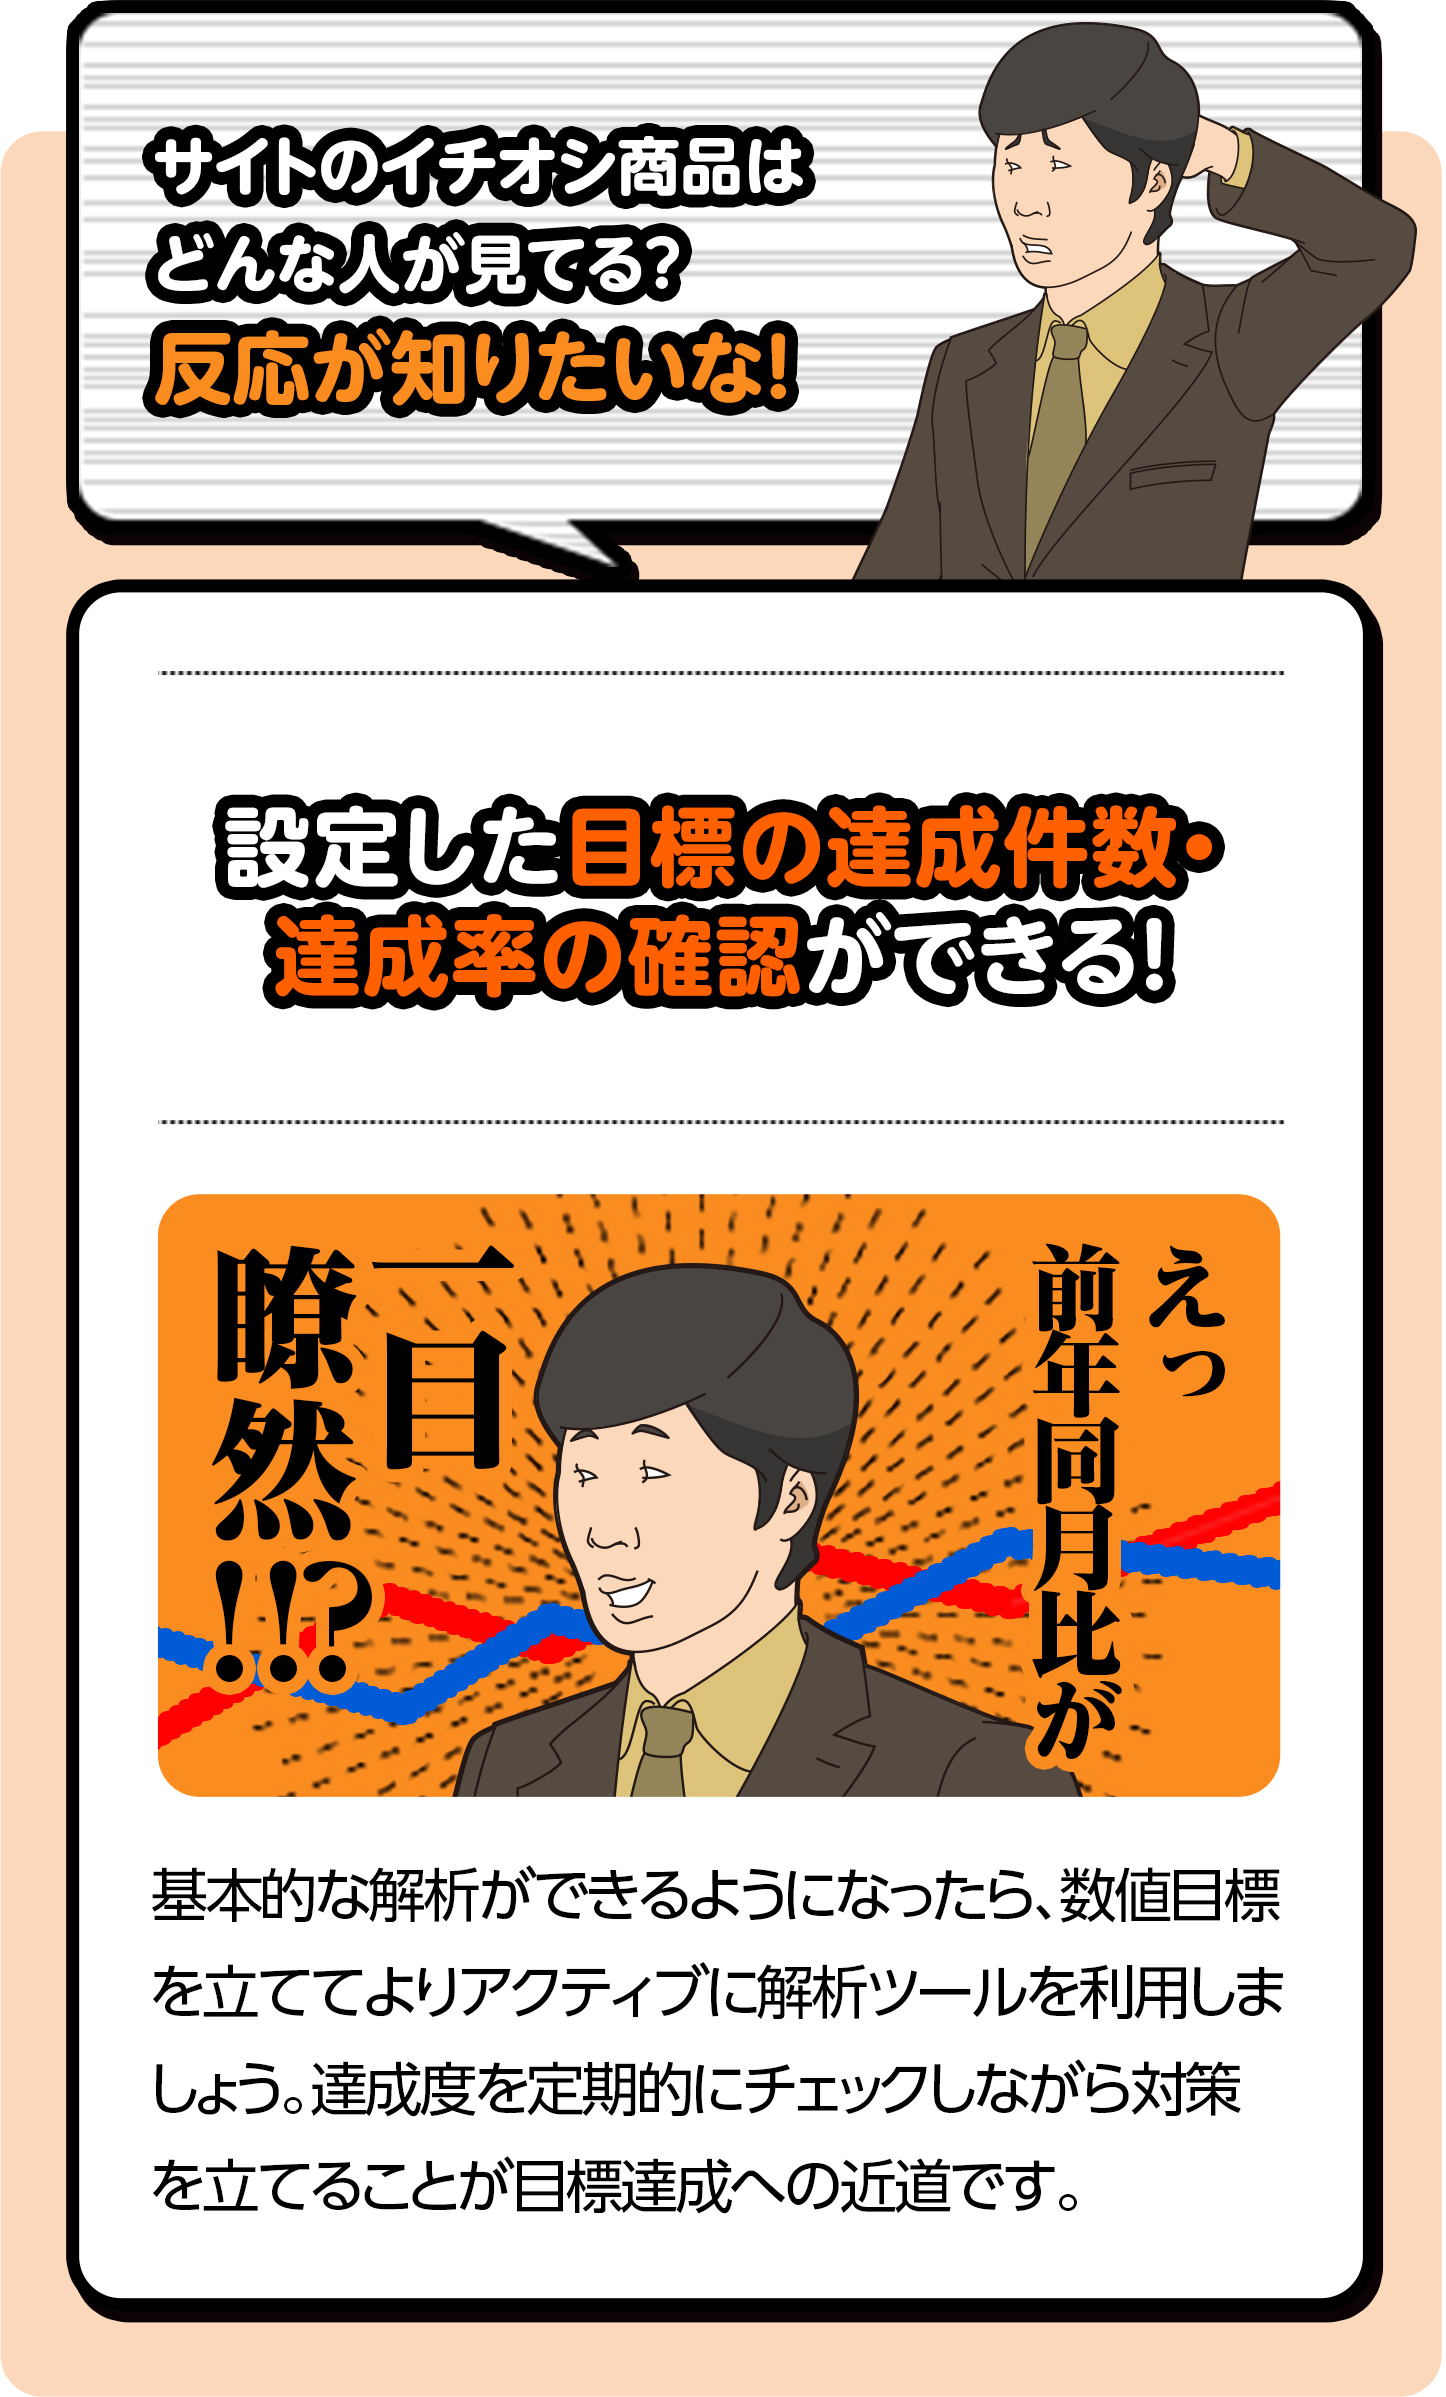 サイトのイチオシ商品は
どんな人が見てる？
反応が知りたいな！
設定した目標の達成件数・
達成率の確認ができる！
えっ
前年同月比が
一目
瞭然!!?
基本的な解析ができるようになったら、数値目標
を立ててよりアクティブに解析ツールを利用しま
しょう。達成度を定期的にチェックしながら対策
を立てることが目標達成への近道です。